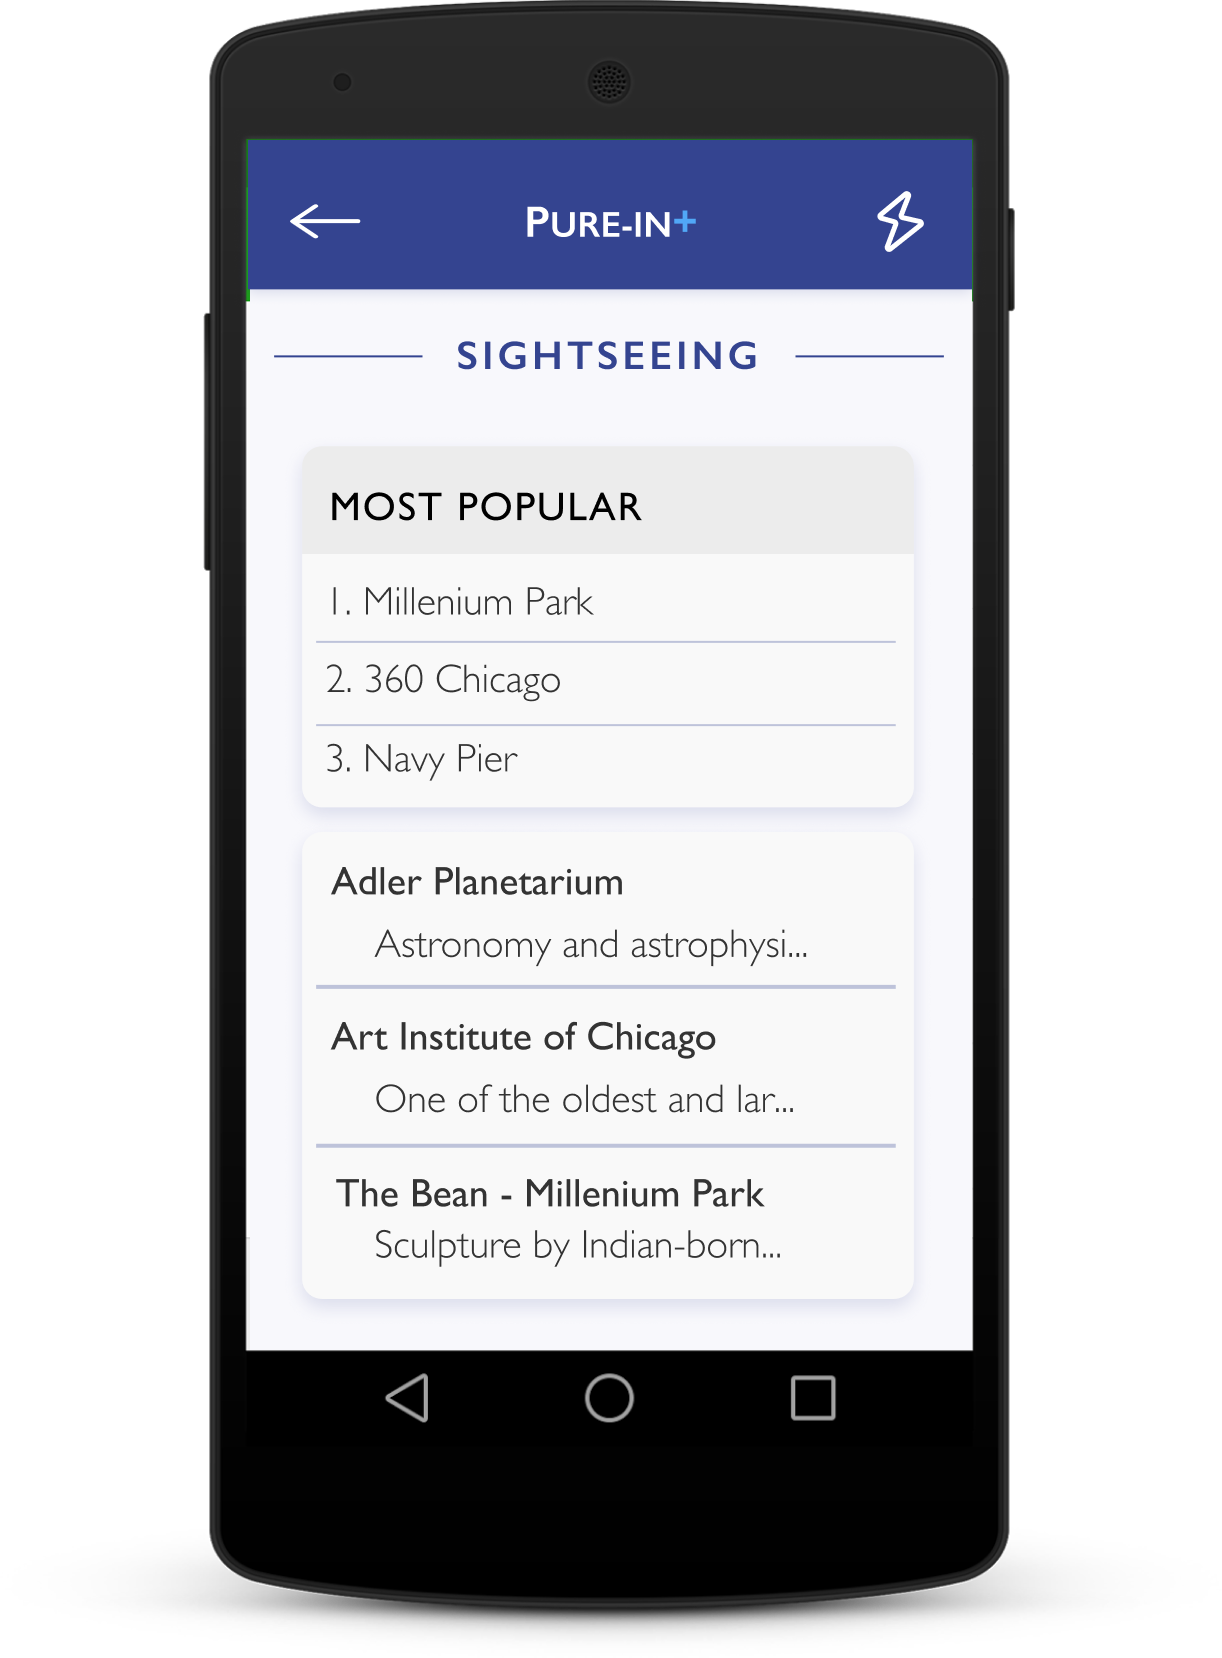 PURE-IN+
SIGHTSEEING
MOST POPULAR
1. Millenium Park
2. 360 Chicago
3. Navy Pier
Adler Planetarium
Astronomy and astrophysi...
Art Institute of Chicago
One of the oldest and lar...
The Bean - Millenium Park
Sculpture by Indian-born...